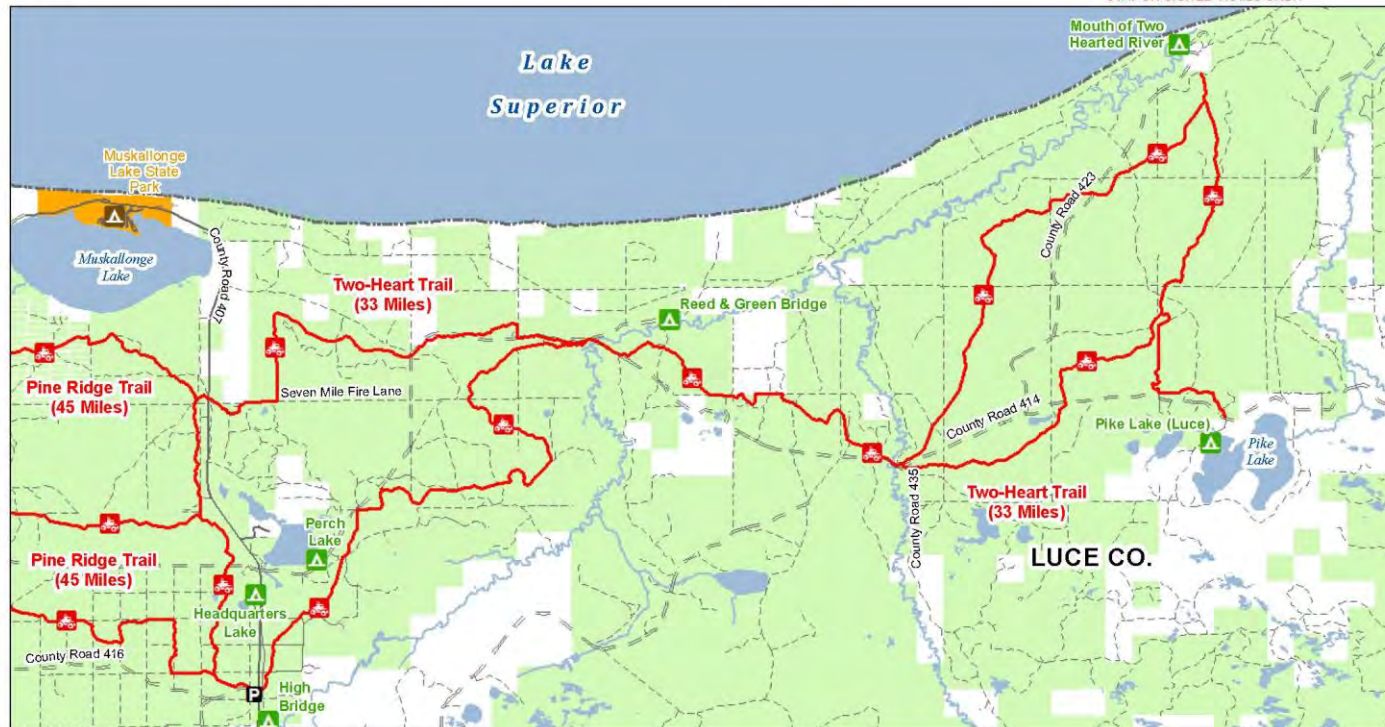 Mouth of Two
Hearted River
Lake
Superior
Muskallonge
Lake State
Park
Muskallonge
Lake
County Road 407
County Road 423
Two-Heart Trail
(33 Miles)
Reed & Green Bridge
Pine Ridge Trail
(45 Miles)
Seven Mile Fire Lane
County Road 414
Pike Lake (Luce)
Pike
Lake
County Road 435
Two-Heart Trail
(33 Miles)
LUCE CO.
Perch
Lake
Pine Ridge Trail
(45 Miles)
Headquarters
Lake
County Road 416
P
High
Bridge